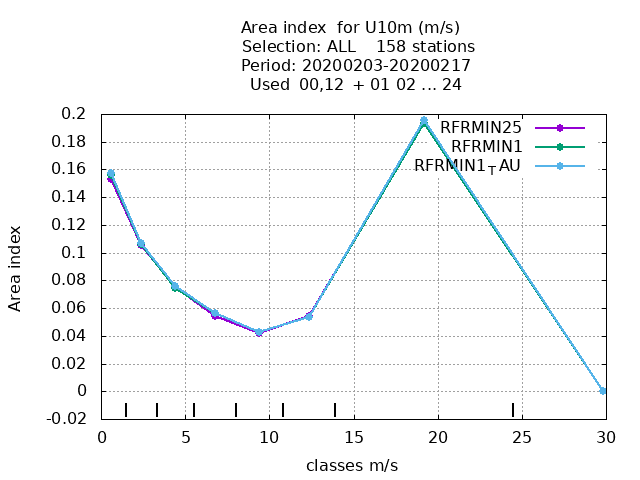 Area index  for U10m (m/s)
Selection: ALL    158 stations
Period: 20200203-20200217
Used  00,12  + 01 02 ... 24
0.2
0.18
0.16
0.14
0.12
0.1
0.08
0.06
0.04
0.02
0
-0.02
Area index
RFRMIN25
RFRMIN1
RFRMIN1TAU
0 5 10 15 20 25 30
classes m/s